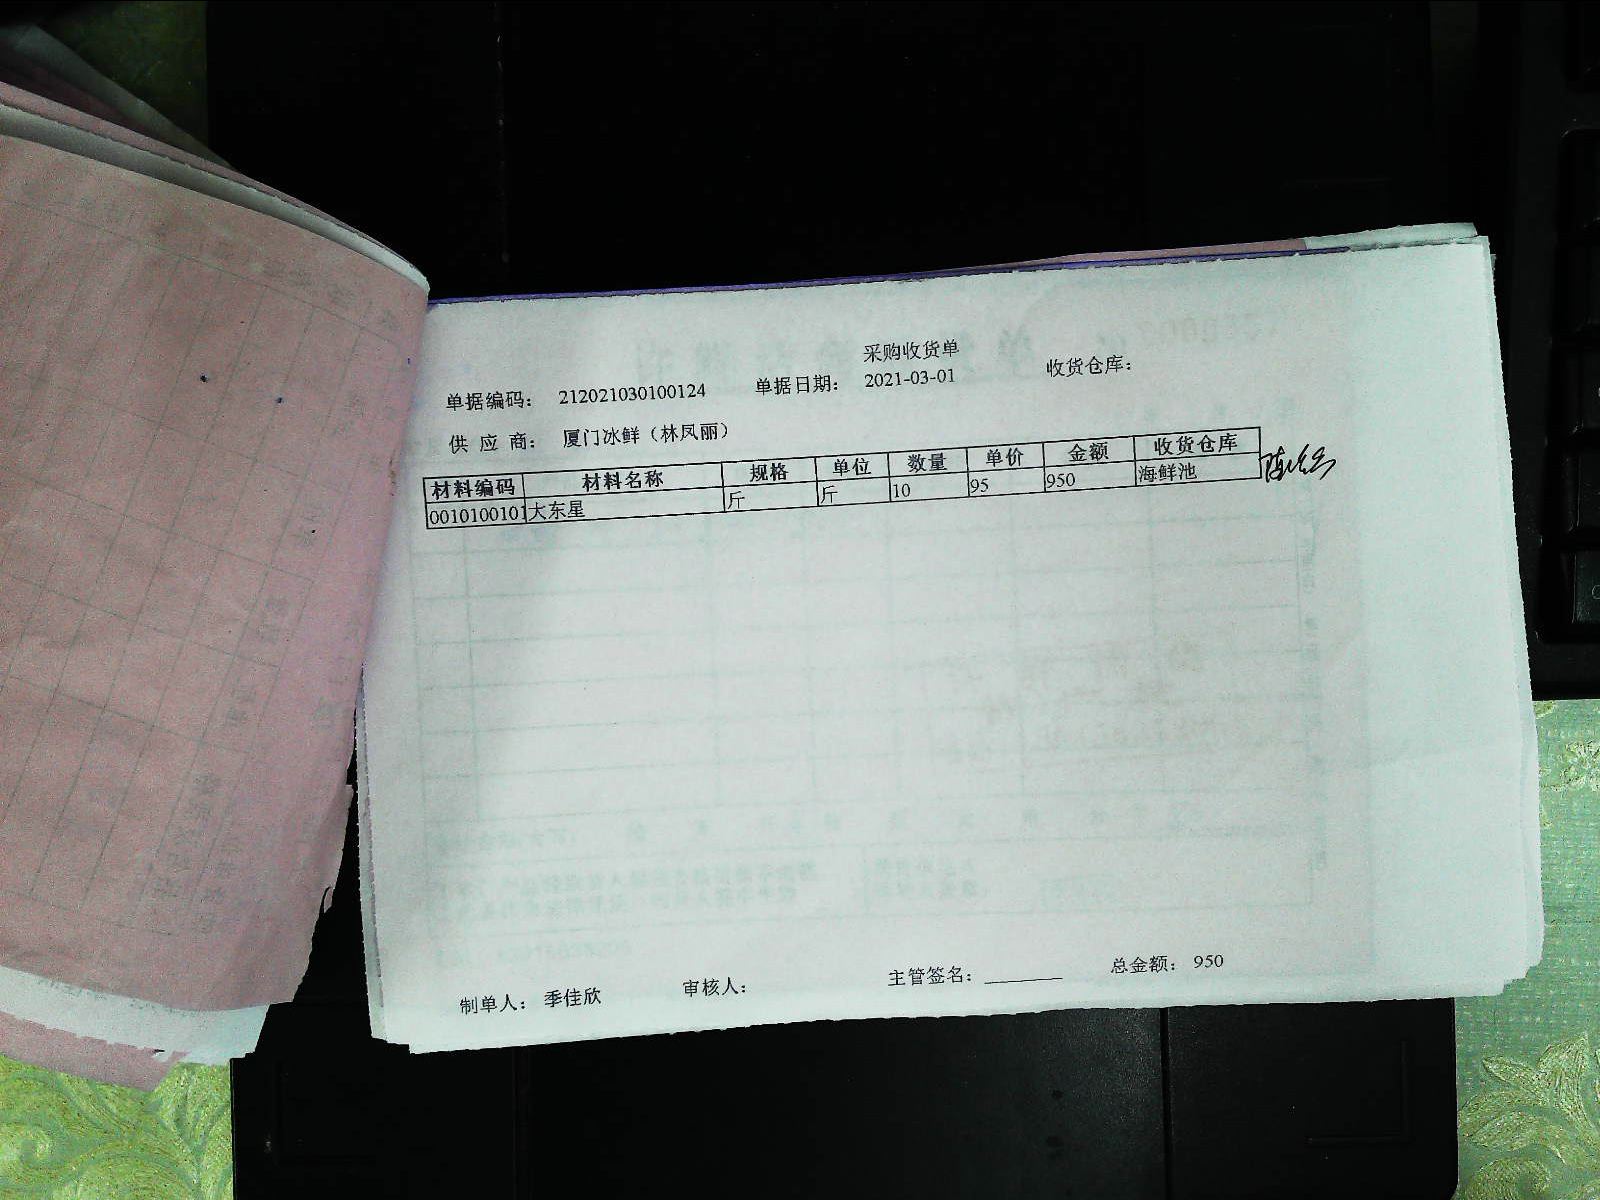 采购收货单
单据编码： 212021030100124 单据日期： 2021-03-01 收货仓库：
供 应 商： 厦门冰鲜（林凤丽）
材料编码 材料名称 规格 单位 数量 单价 金额 收货仓库
0010100101 大东星 斤 斤 10 95 950 海鲜池
制单人： 季佳欣 审核人： 主管签名：________ 总金额： 950